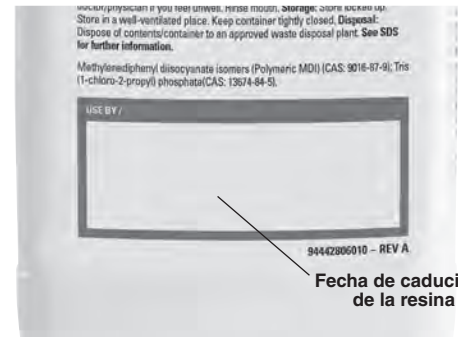 doctor/physician if you feel unwell. Rinse mouth. Storage: Store locked up.
Store in a well-ventilated place. Keep container tightly closed. Disposal:
Dispose of contents/container to an approved waste disposal plant. See SDS
for further information.
Methylenediphenyl diisocyanate isomers (Polymeric MDI) (CAS: 9016-87-9); Tris
(1-chloro-2-propyl) phosphate(CAS: 13674-84-5).
USE BY /
94442806010 – REV A
Fecha de caduci
de la resina